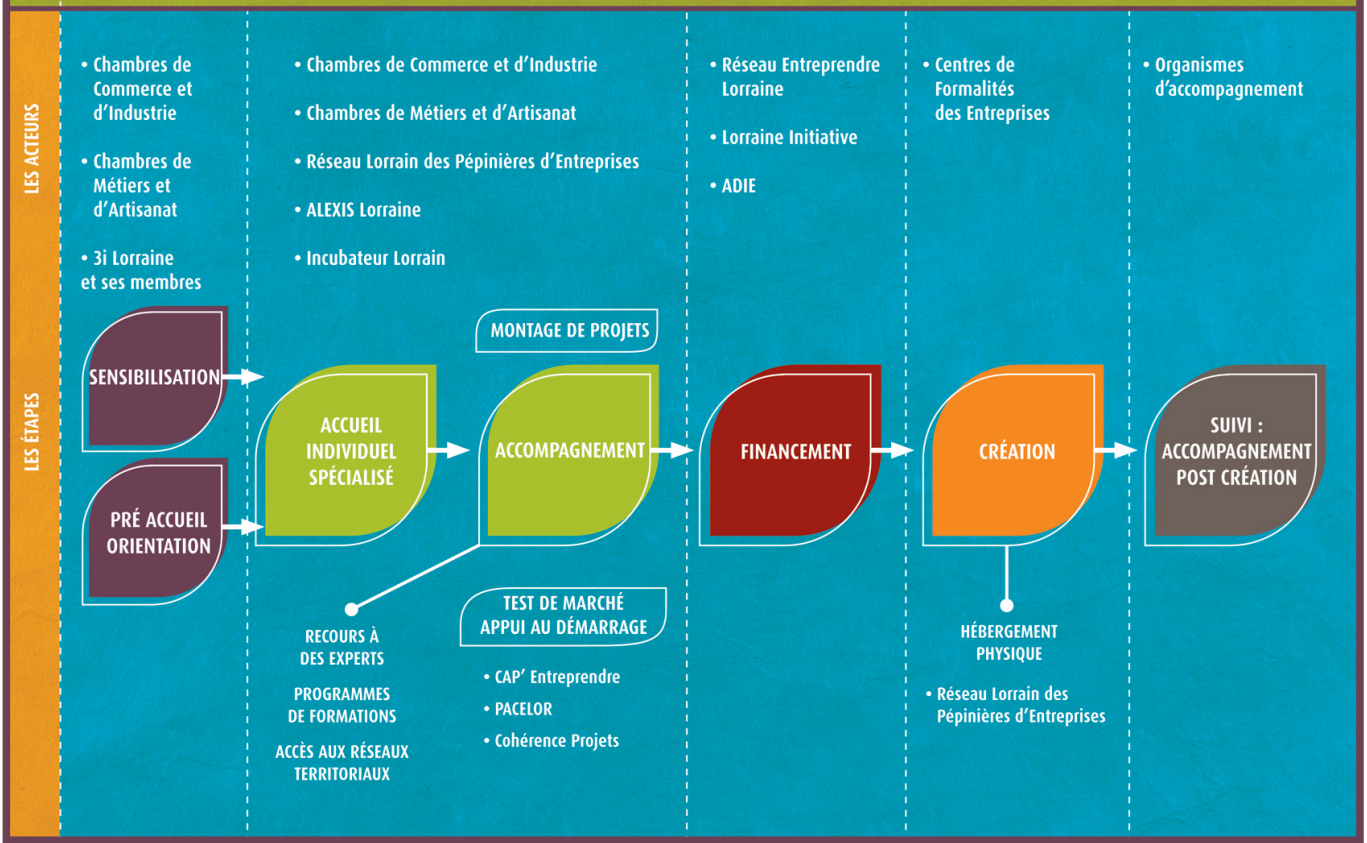 LES ACTEURS
• Chambres de
Commerce et
d'Industrie
• Chambres de
Métiers et
d'Artisanat
• 3i Lorraine
et ses membres
• Chambres de Commerce et d'Industrie
• Chambres de Métiers et d'Artisanat
• Réseau Lorrain des Pépinières d'Entreprises
• ALEXIS Lorraine
• Incubateur Lorrain
• Réseau Entreprendre
Lorraine
• Lorraine Initiative
• ADIE
• Centres de
Formalités
des Entreprises
• Organismes
d'accompagnement
LES ÉTAPES
SENSIBILISATION
PRÉ ACCUEIL
ORIENTATION
ACCUEIL
INDIVIDUEL
SPÉCIALISÉ
MONTAGE DE PROJETS
ACCOMPAGNEMENT
FINANCEMENT
CRÉATION
SUIVI :
ACCOMPAGNEMENT
POST CRÉATION
RECOURS À
DES EXPERTS
PROGRAMMES
DE FORMATIONS
ACCÈS AUX RÉSEAUX
TERRITORIAUX
TEST DE MARCHÉ
APPUI AU DÉMARRAGE
• CAP' Entreprendre
• PACELOR
• Cohérence Projets
HÉBERGEMENT
PHYSIQUE
• Réseau Lorrain des
Pépinières d'Entreprises